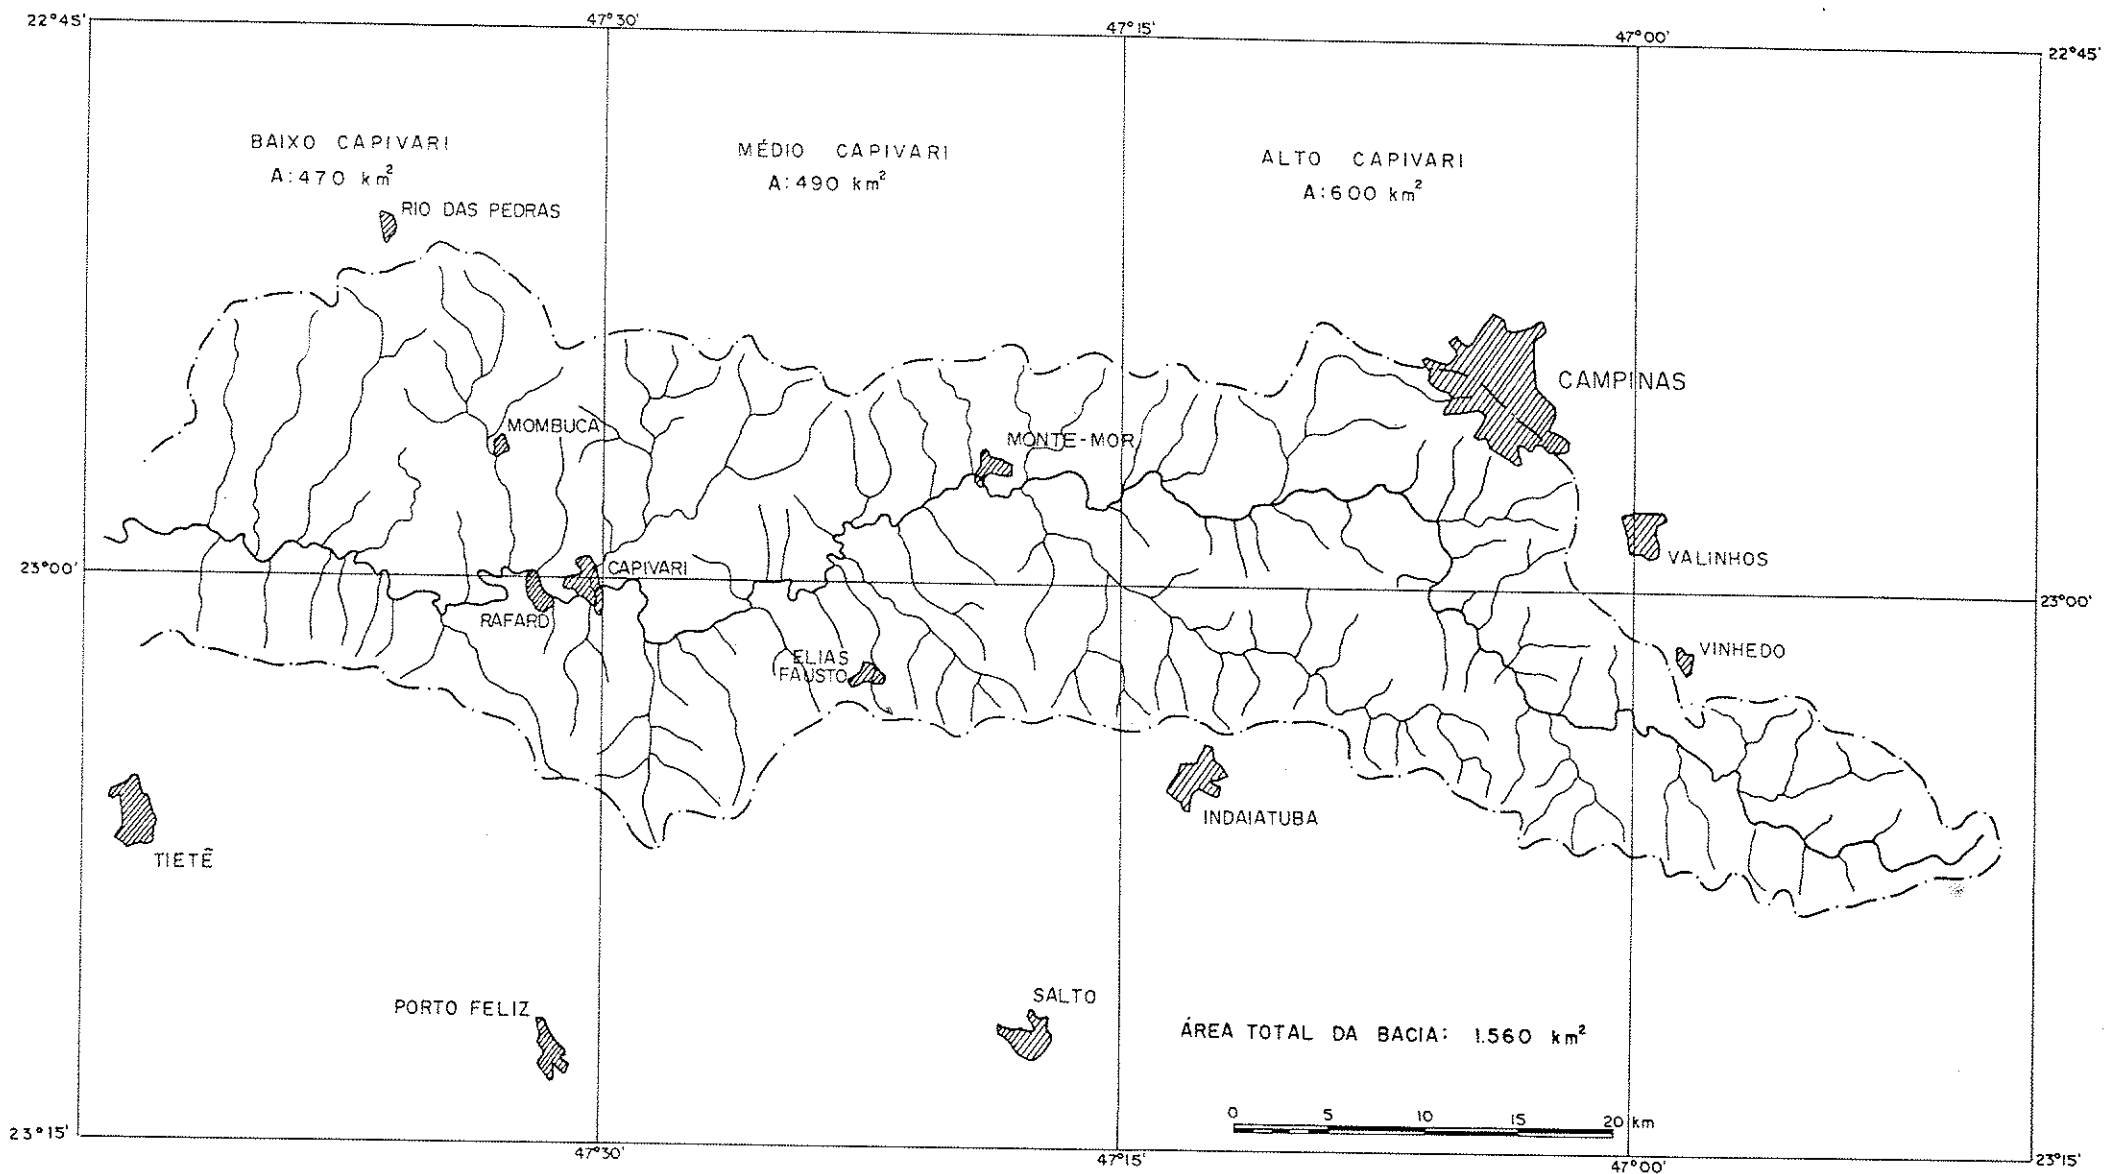 22°45'
47°30'
47°15'
47°00'
22°45'
BAIXO CAPIVARI
A:470 km²
MÉDIO CAPIVARI
A:490 km²
ALTO CAPIVARI
A:600 km²
RIO DAS PEDRAS
CAMPINAS
MOMBUCA
MONTE-MOR
VALINHOS
23°00'
CAPIVARI
23°00'
RAFARD
VINHEDO
ELIAS
FAUSTO
INDAIATUBA
TIETÊ
PORTO FELIZ
SALTO
ÁREA TOTAL DA BACIA: 1.560 km²
0 5 10 15 20 km
23°15'
47°30'
47°15'
47°00'
23°15'